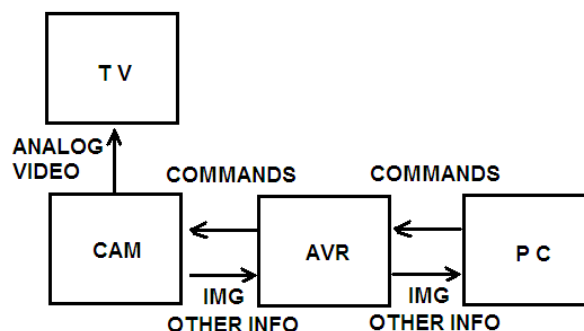 T V
ANALOG
VIDEO
COMMANDS
COMMANDS
CAM
AVR
P C
IMG
OTHER INFO
IMG
OTHER INFO